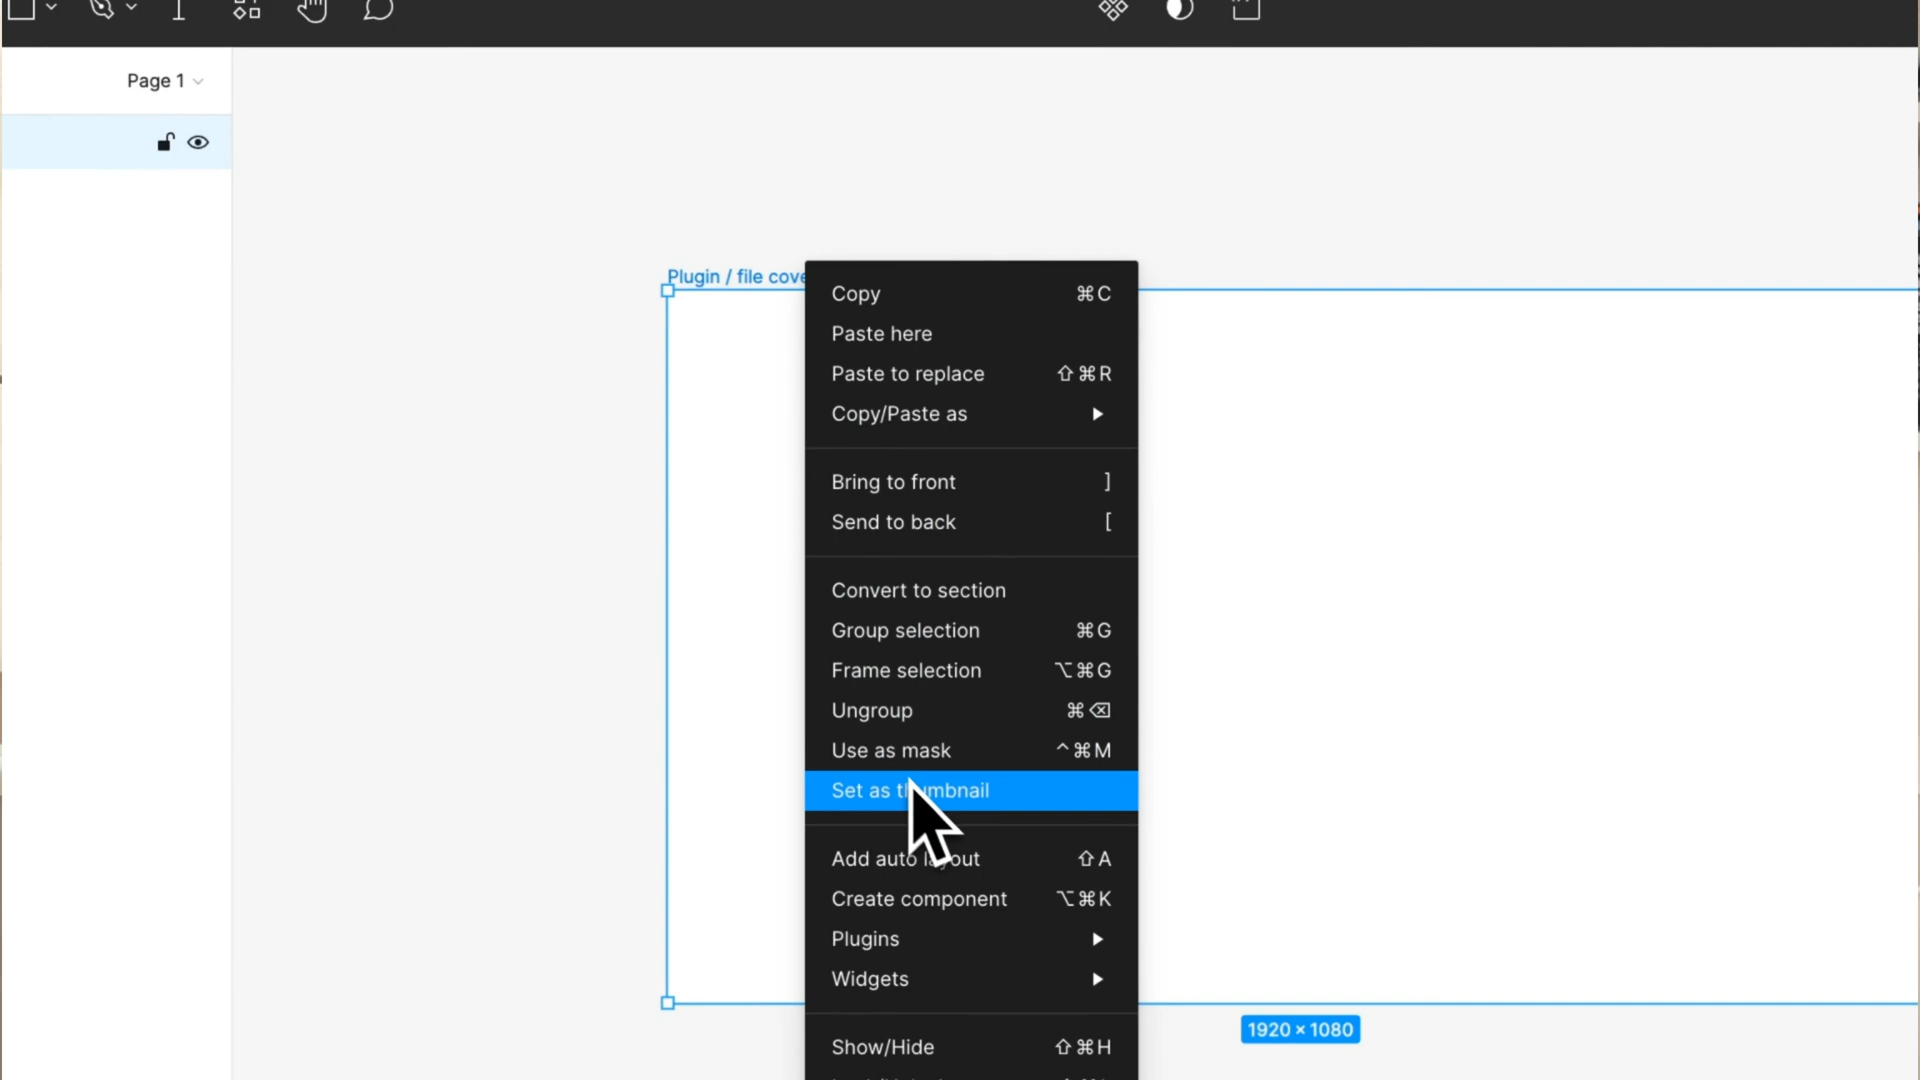 Page 1
Plugin / file cove
Copy ⌘C
Paste here
Paste to replace ⇧⌘R
Copy/Paste as
Bring to front ]
Send to back [
Convert to section
Group selection ⌘G
Frame selection ⌥⌘G
Ungroup ⌘⌫
Use as mask ^⌘M
Set as thumbnail
Add auto layout ⇧A
Create component ⌥⌘K
Plugins
Widgets
1920 × 1080
Show/Hide ⇧⌘H